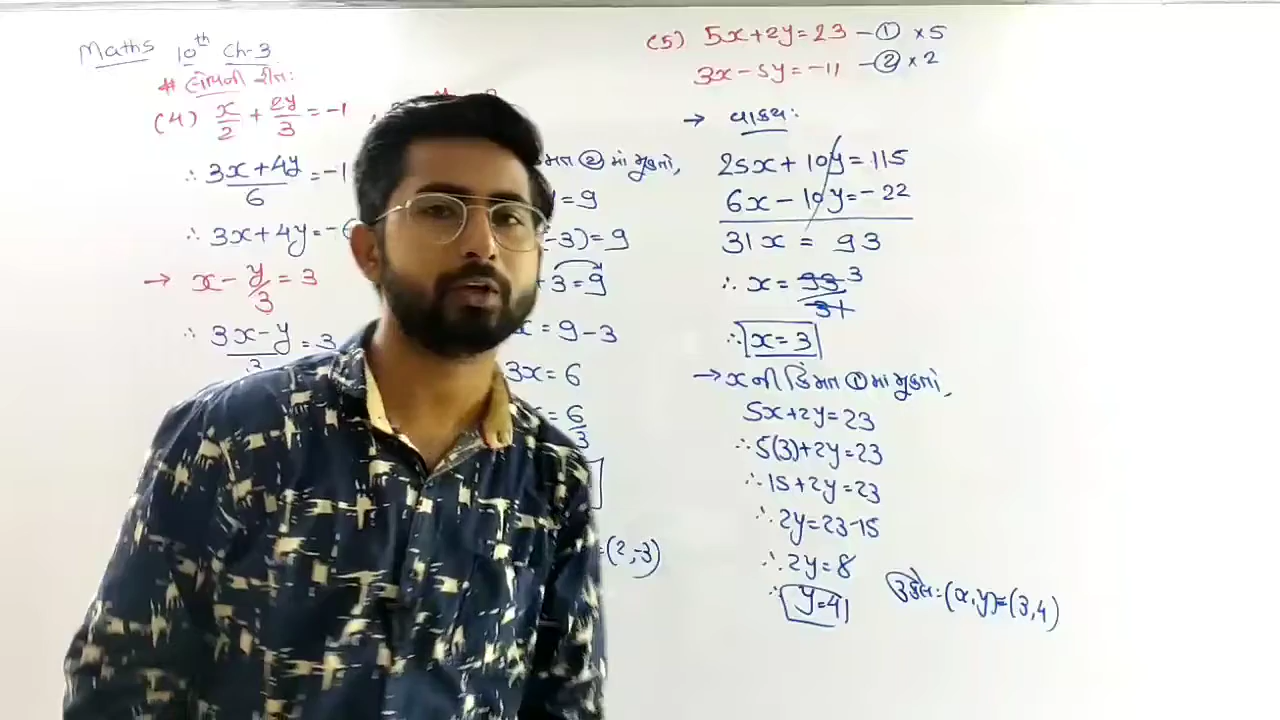 Maths 10th Ch-3
# લોપની રીત:
(4) x/2 + 2y/3 = -1 ,
∴ 3x+4y/6 = -1
∴ 3x+4y=-6
→ x - y/3 = 3
∴ 3x-y/3 = 3
મત ② માં મુકતાં,
=9
-3)=9
+3=9
=9-3
3x=6
=6/3
=(2,-3)
(5) 5x+2y=23 -① ×5
3x-5y=-11 -② ×2
→
25x+10y=115
6x-10y=-22
31x = 93
∴ x = 93/31 3
∴ x=3
→ x ની કિંમત ① માં મુકતાં,
5x+2y=23
∴ 5(3)+2y=23
∴ 15+2y=23
∴ 2y=23-15
∴ 2y=8
∴ y=4
ઉકેલ: (x,y)=(3,4)